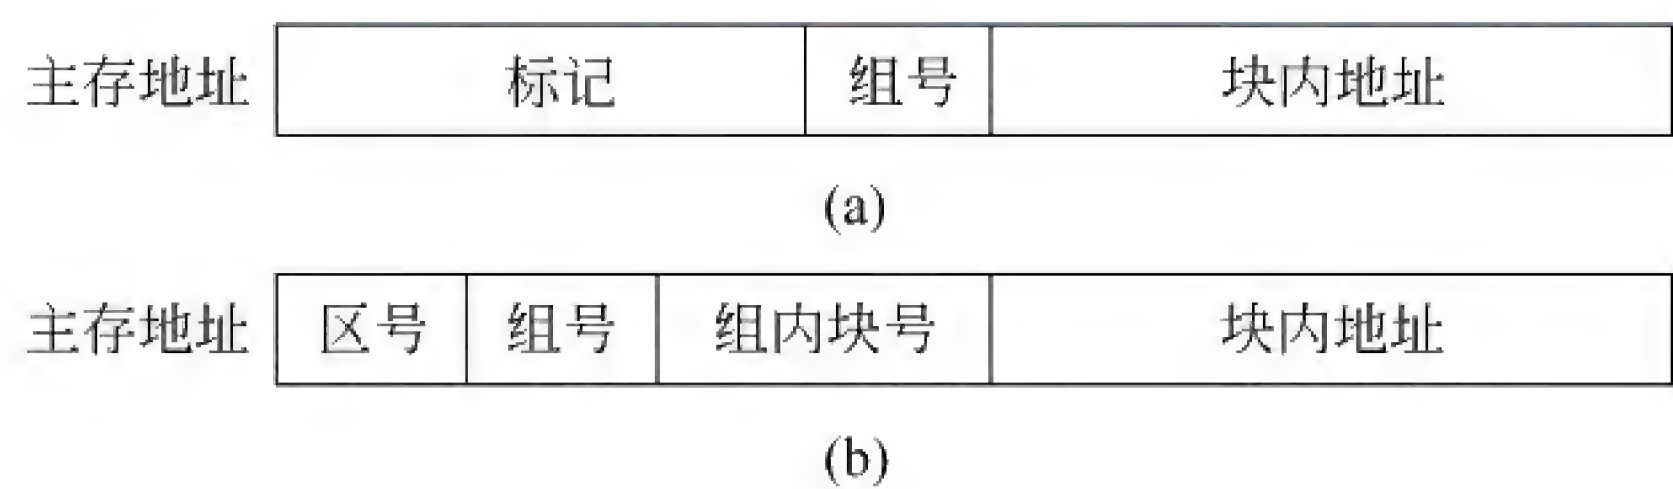 主存地址 标记 组号 块内地址
(a)
主存地址 区号 组号 组内块号 块内地址
(b)